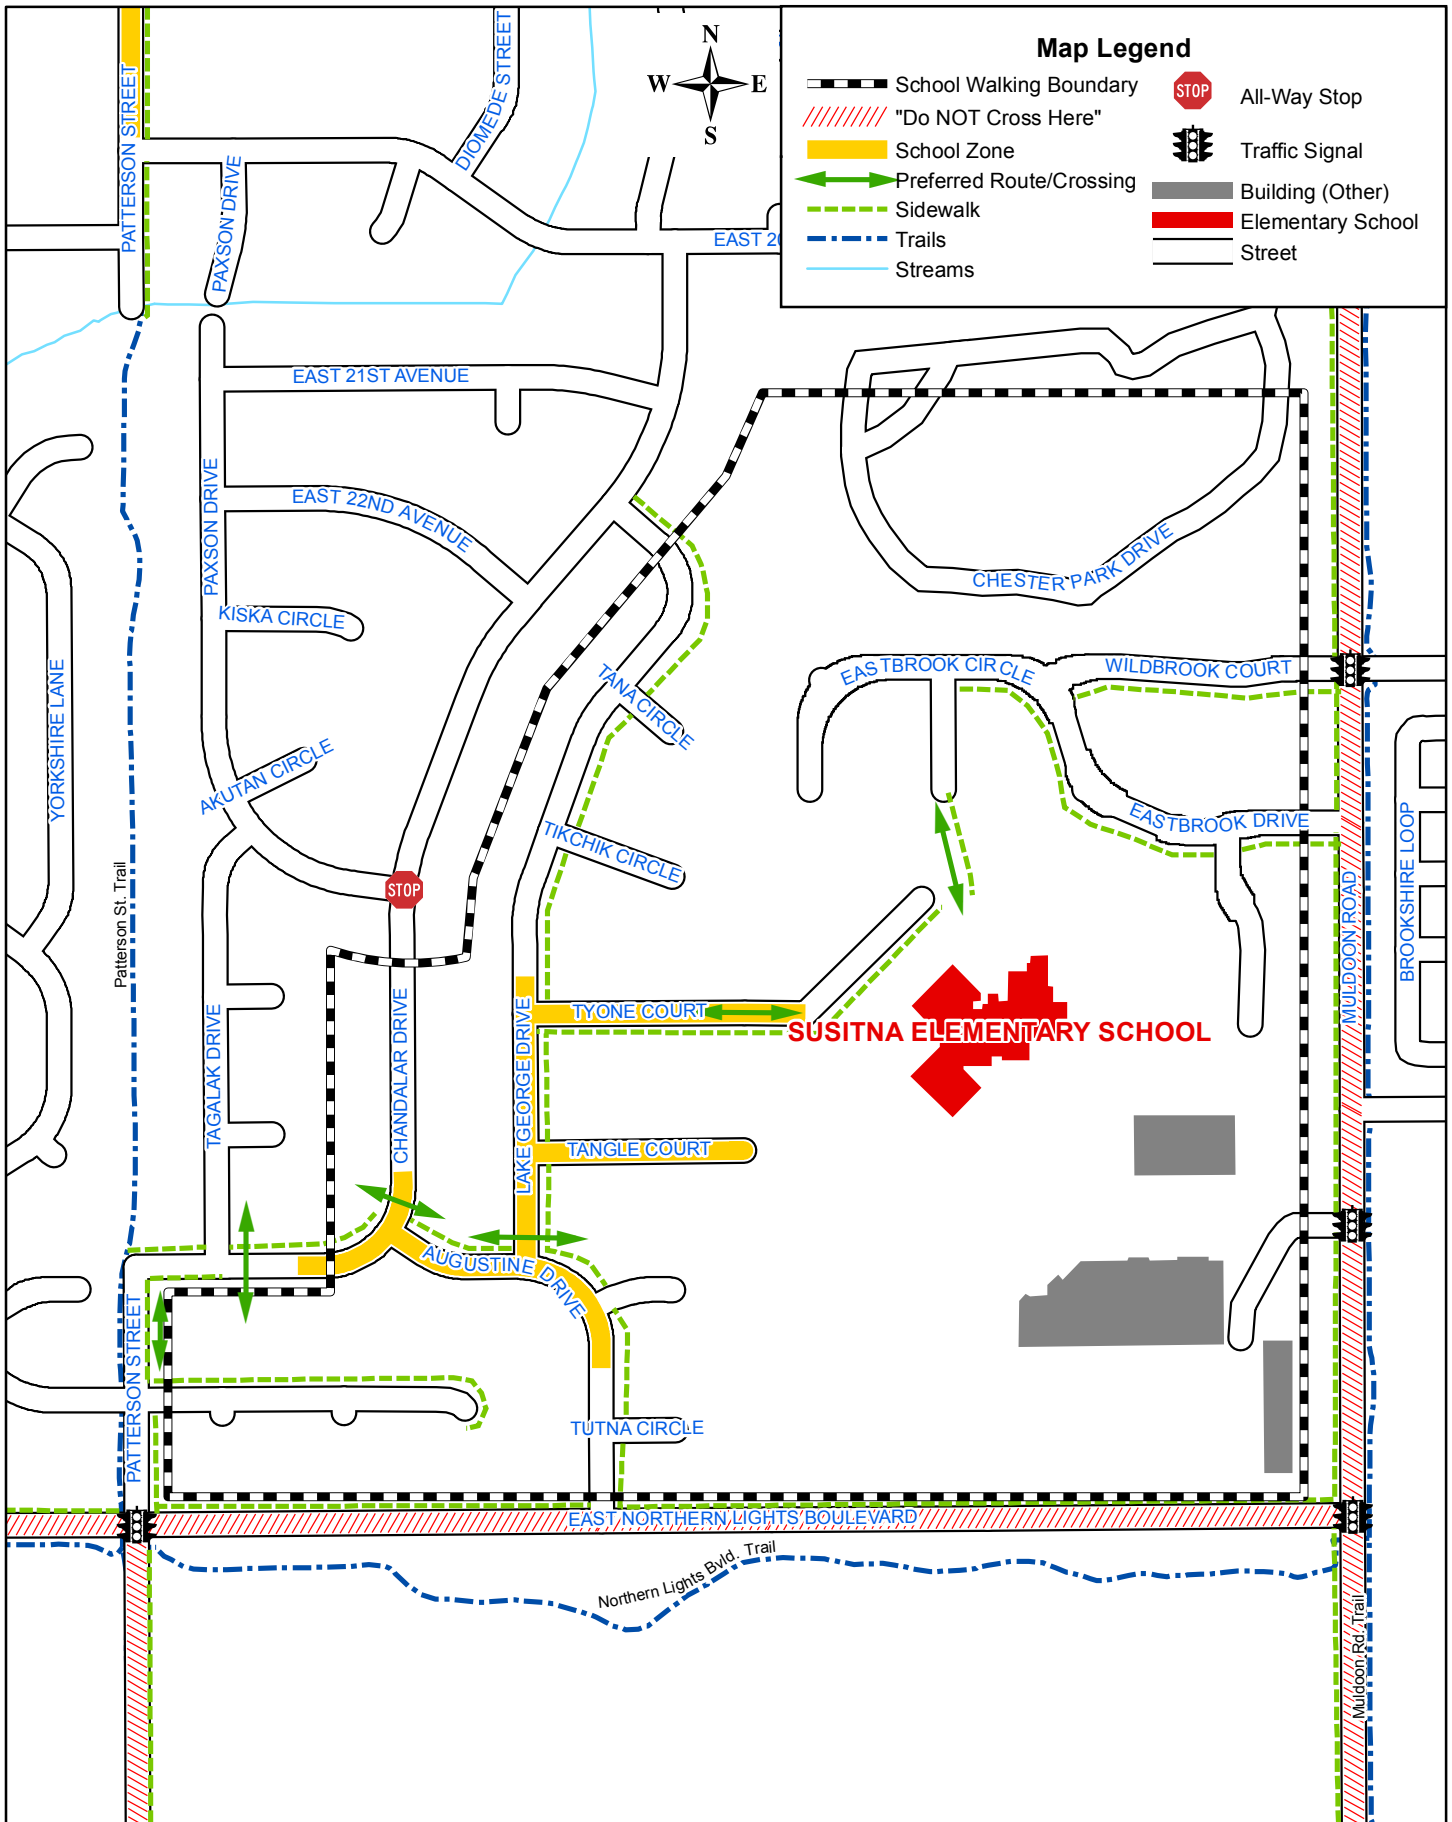 Map Legend
School Walking Boundary
"Do NOT Cross Here"
School Zone
Preferred Route/Crossing
Sidewalk
Trails
Streams
STOP
All-Way Stop
Traffic Signal
Building (Other)
Elementary School
Street
N
W E
S
PATTERSON STREET
DIOMEDE STREET
PAXSON DRIVE
EAST 20
EAST 21ST AVENUE
EAST 22ND AVENUE
PAXSON DRIVE
KISKA CIRCLE
CHESTER PARK DRIVE
YORKSHIRE LANE
TANA CIRCLE
EASTBROOK CIRCLE
WILDBROOK COURT
AKUTAN CIRCLE
TIKCHIK CIRCLE
EASTBROOK DRIVE
BROOKSHIRE LOOP
STOP
Patterson St. Trail
MULDOON ROAD
TAGALAK DRIVE
CHANDALAR DRIVE
LAKE GEORGE DRIVE
TYONE COURT
SUSITNA ELEMENTARY SCHOOL
TANGLE COURT
AUGUSTINE DRIVE
PATTERSON STREET
TUTNA CIRCLE
EAST NORTHERN LIGHTS BOULEVARD
Northern Lights Bvld. Trail
Muldoon Rd. Trail